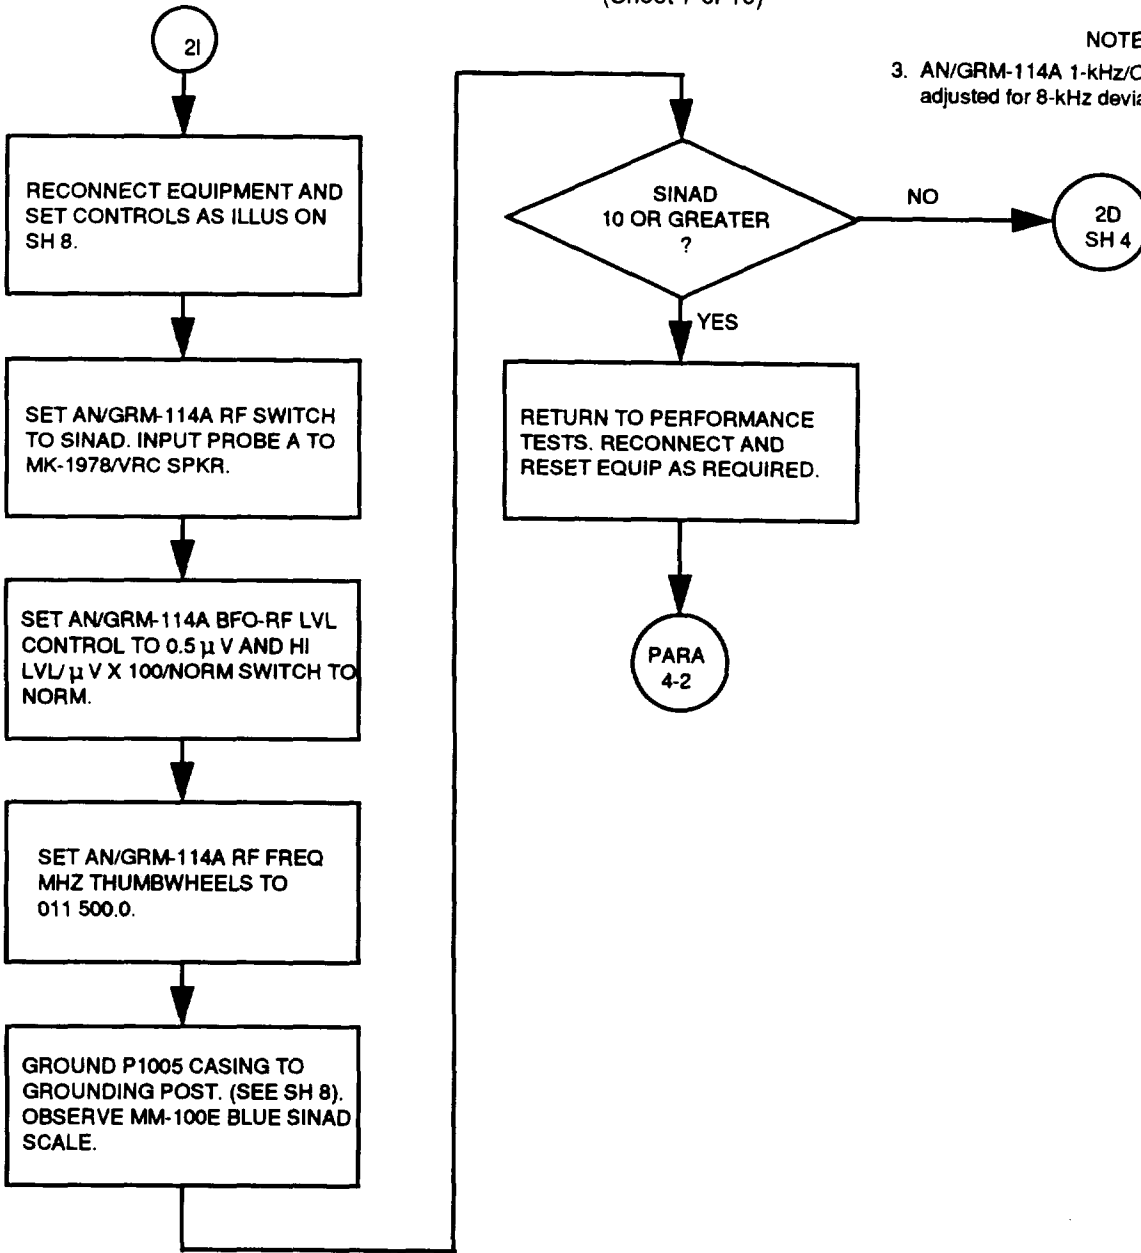 2I
RECONNECT EQUIPMENT AND
SET CONTROLS AS ILLUS ON
SH 8.
SET AN/GRM-114A RF SWITCH
TO SINAD. INPUT PROBE A TO
MK-1978/VRC SPKR.
SET AN/GRM-114A BFO-RF LVL
CONTROL TO 0.5 µ V AND HI
LVL/ µ V X 100/NORM SWITCH TO
NORM.
SET AN/GRM-114A RF FREQ
MHZ THUMBWHEELS TO
011 500.0.
GROUND P1005 CASING TO
GROUNDING POST. (SEE SH 8).
OBSERVE MM-100E BLUE SINAD
SCALE.
NOTE
3. AN/GRM-114A 1-kHz/
adjusted for 8-kHz
SINAD
10 OR GREATER
?
NO
2D
SH 4
YES
RETURN TO PERFORMANCE
TESTS. RECONNECT AND
RESET EQUIP AS REQUIRED.
PARA
4-2